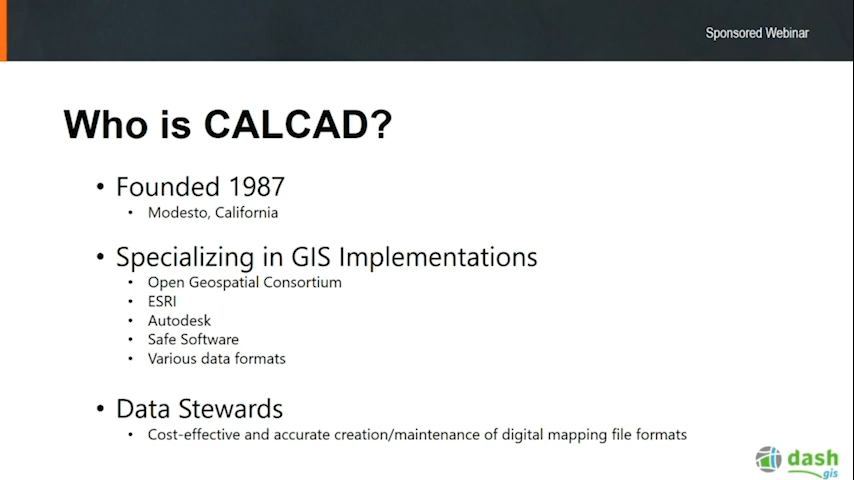 Sponsored Webinar
Who is CALCAD?
• Founded 1987
• Modesto, California
• Specializing in GIS Implementations
• Open Geospatial Consortium
• ESRI
• Autodesk
• Safe Software
• Various data formats
• Data Stewards
• Cost-effective and accurate creation/maintenance of digital mapping file formats
dash
gis